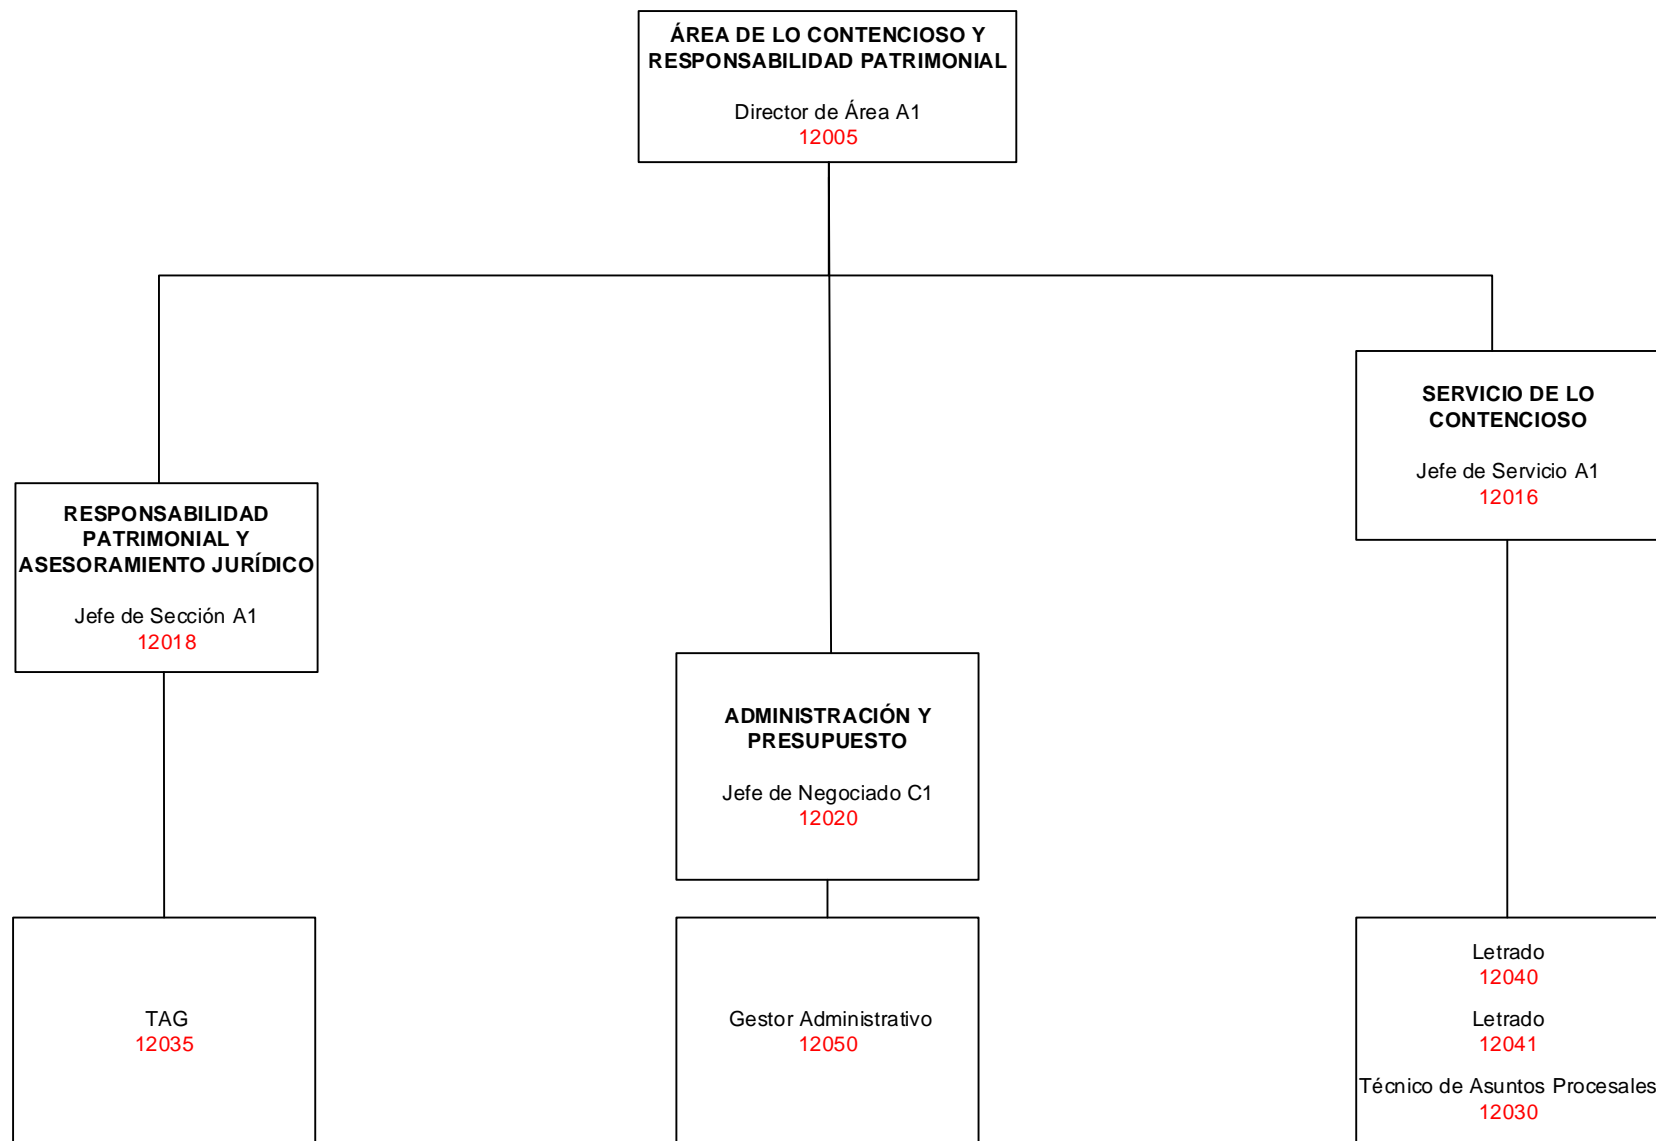 ÁREA DE LO CONTENCIOSO Y
RESPONSABILIDAD PATRIMONIAL
Director de Área A1
12005
SERVICIO DE LO
CONTENCIOSO
Jefe de Servicio A1
12016
RESPONSABILIDAD
PATRIMONIAL Y
ASESORAMIENTO JURÍDICO
Jefe de Sección A1
12018
ADMINISTRACIÓN Y
PRESUPUESTO
Jefe de Negociado C1
12020
TAG
12035
Gestor Administrativo
12050
Letrado
12040
Letrado
12041
Técnico de Asuntos Procesales
12030